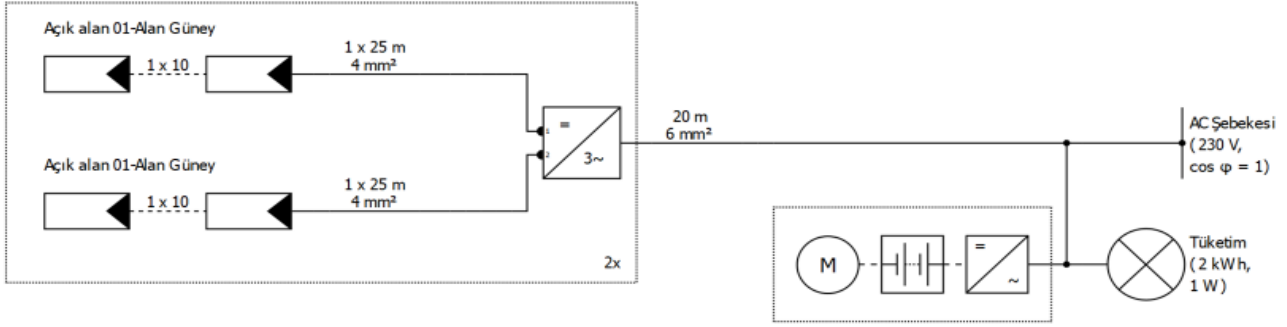 Açık alan 01-Alan Güney
1 x 10
1 x 25 m
4 mm²
Açık alan 01-Alan Güney
1 x 10
1 x 25 m
4 mm²
1
2
=
3~
2x
20 m
6 mm²
AC Şebekesi
( 230 V,
cos φ = 1)
M
=
~
Tüketim
( 2 kWh,
1 W )